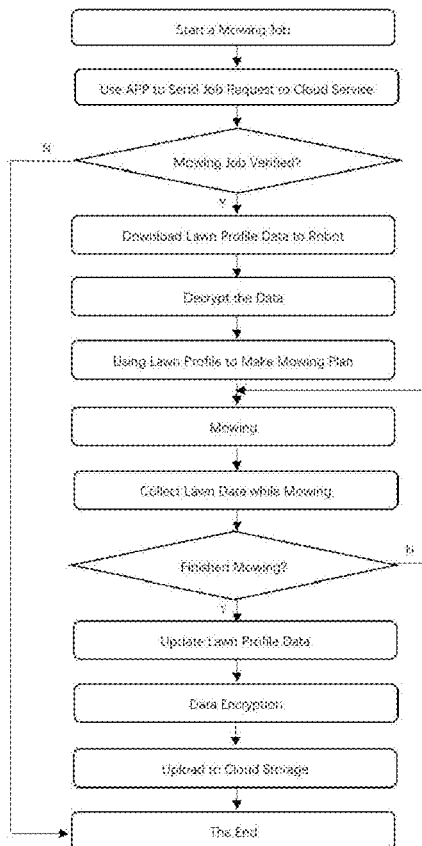 Start a Mowing Job
Use APP to Send Job Request to Cloud Service
N
Mowing Job Verified?
Y
Download Lawn Profile Data to Robot
Decrypt the Data
Using Lawn Profile to Make Mowing Plan
Mowing
Collect Lawn Data while Mowing
N
Finished Mowing?
Y
Update Lawn Profile Data
Data Encryption
Upload to Cloud Storage
The End